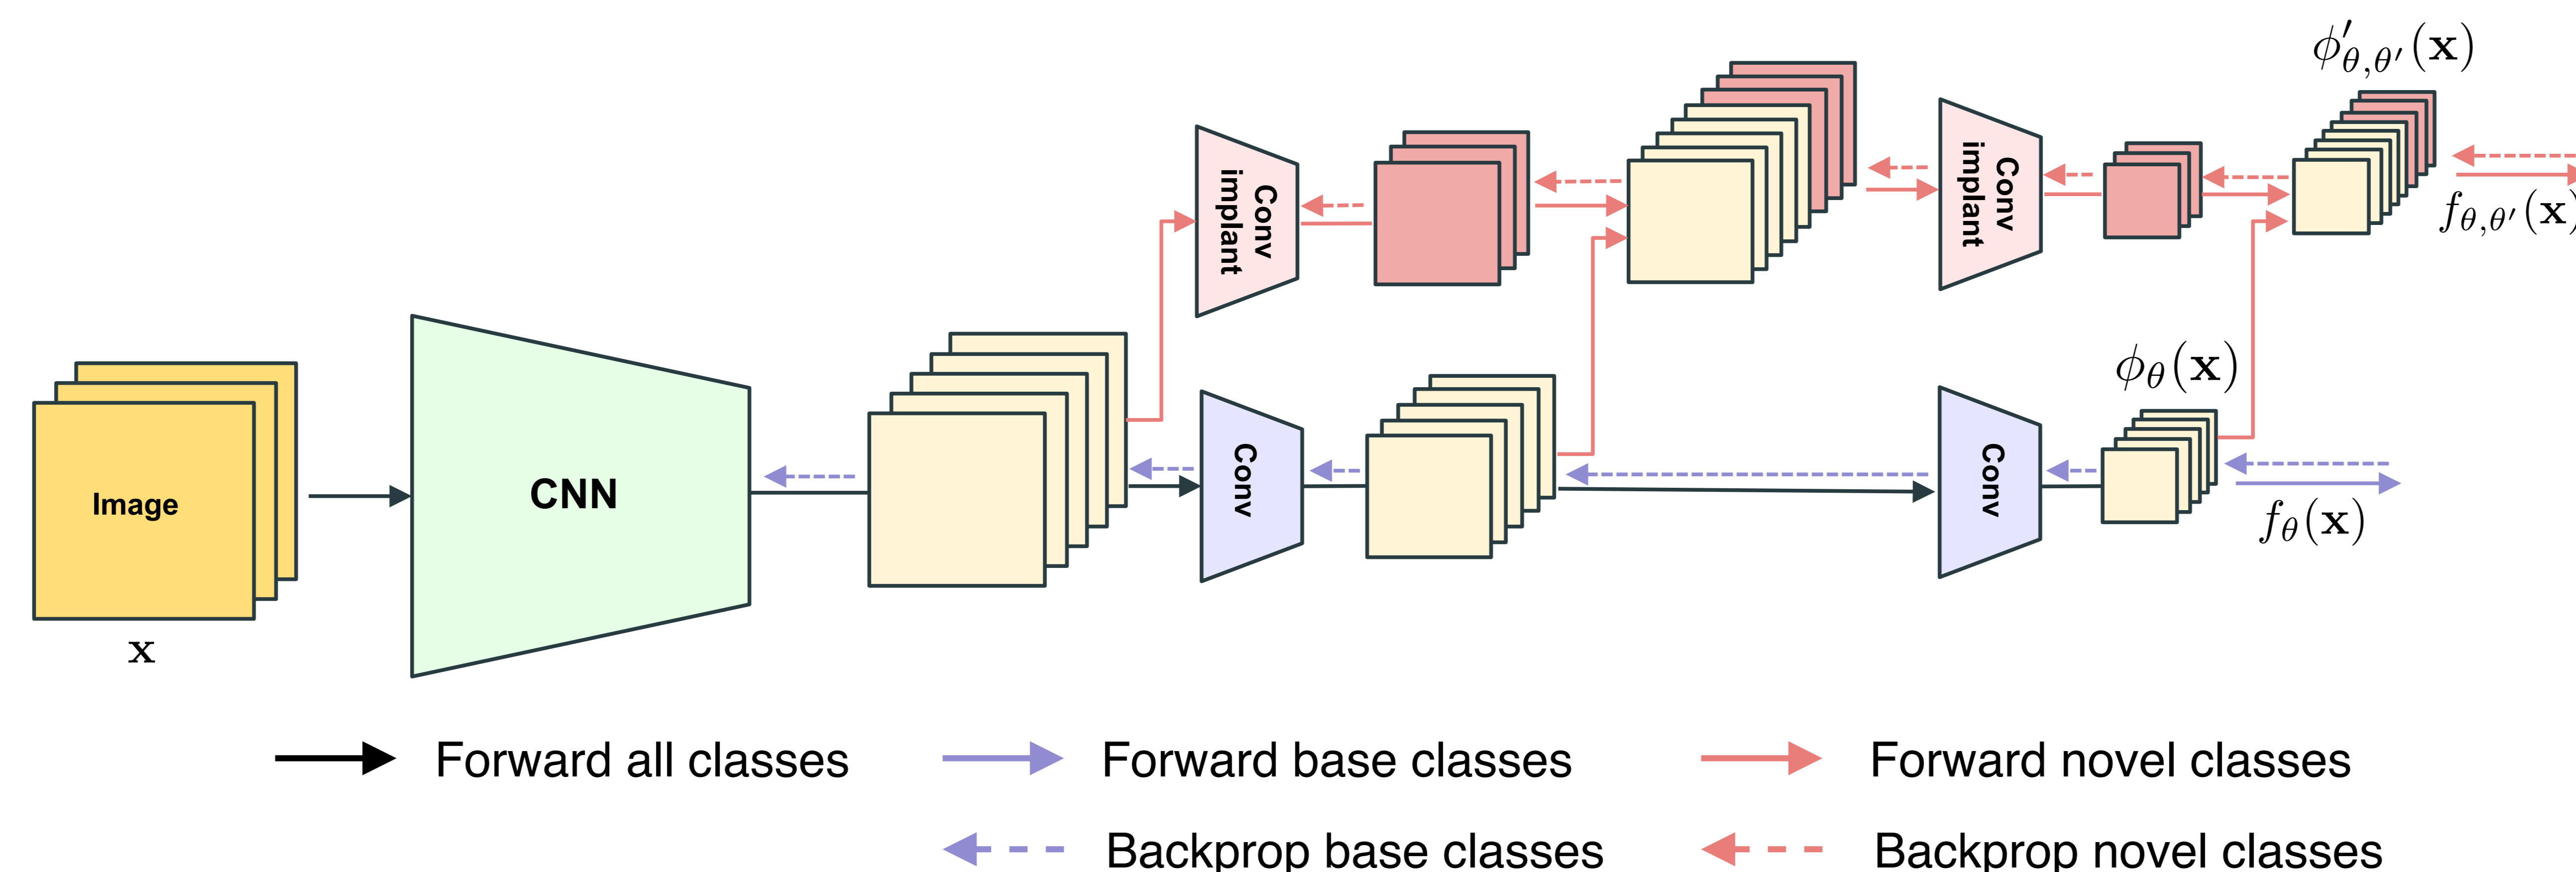 ϕ′θ,θ′(x)
Conv
implant
Conv
implant
fθ,θ′(x)
Image
x
CNN
Conv
Conv
ϕθ(x)
fθ(x)
Forward all classes
Forward base classes
Forward novel classes
Backprop base classes
Backprop novel classes